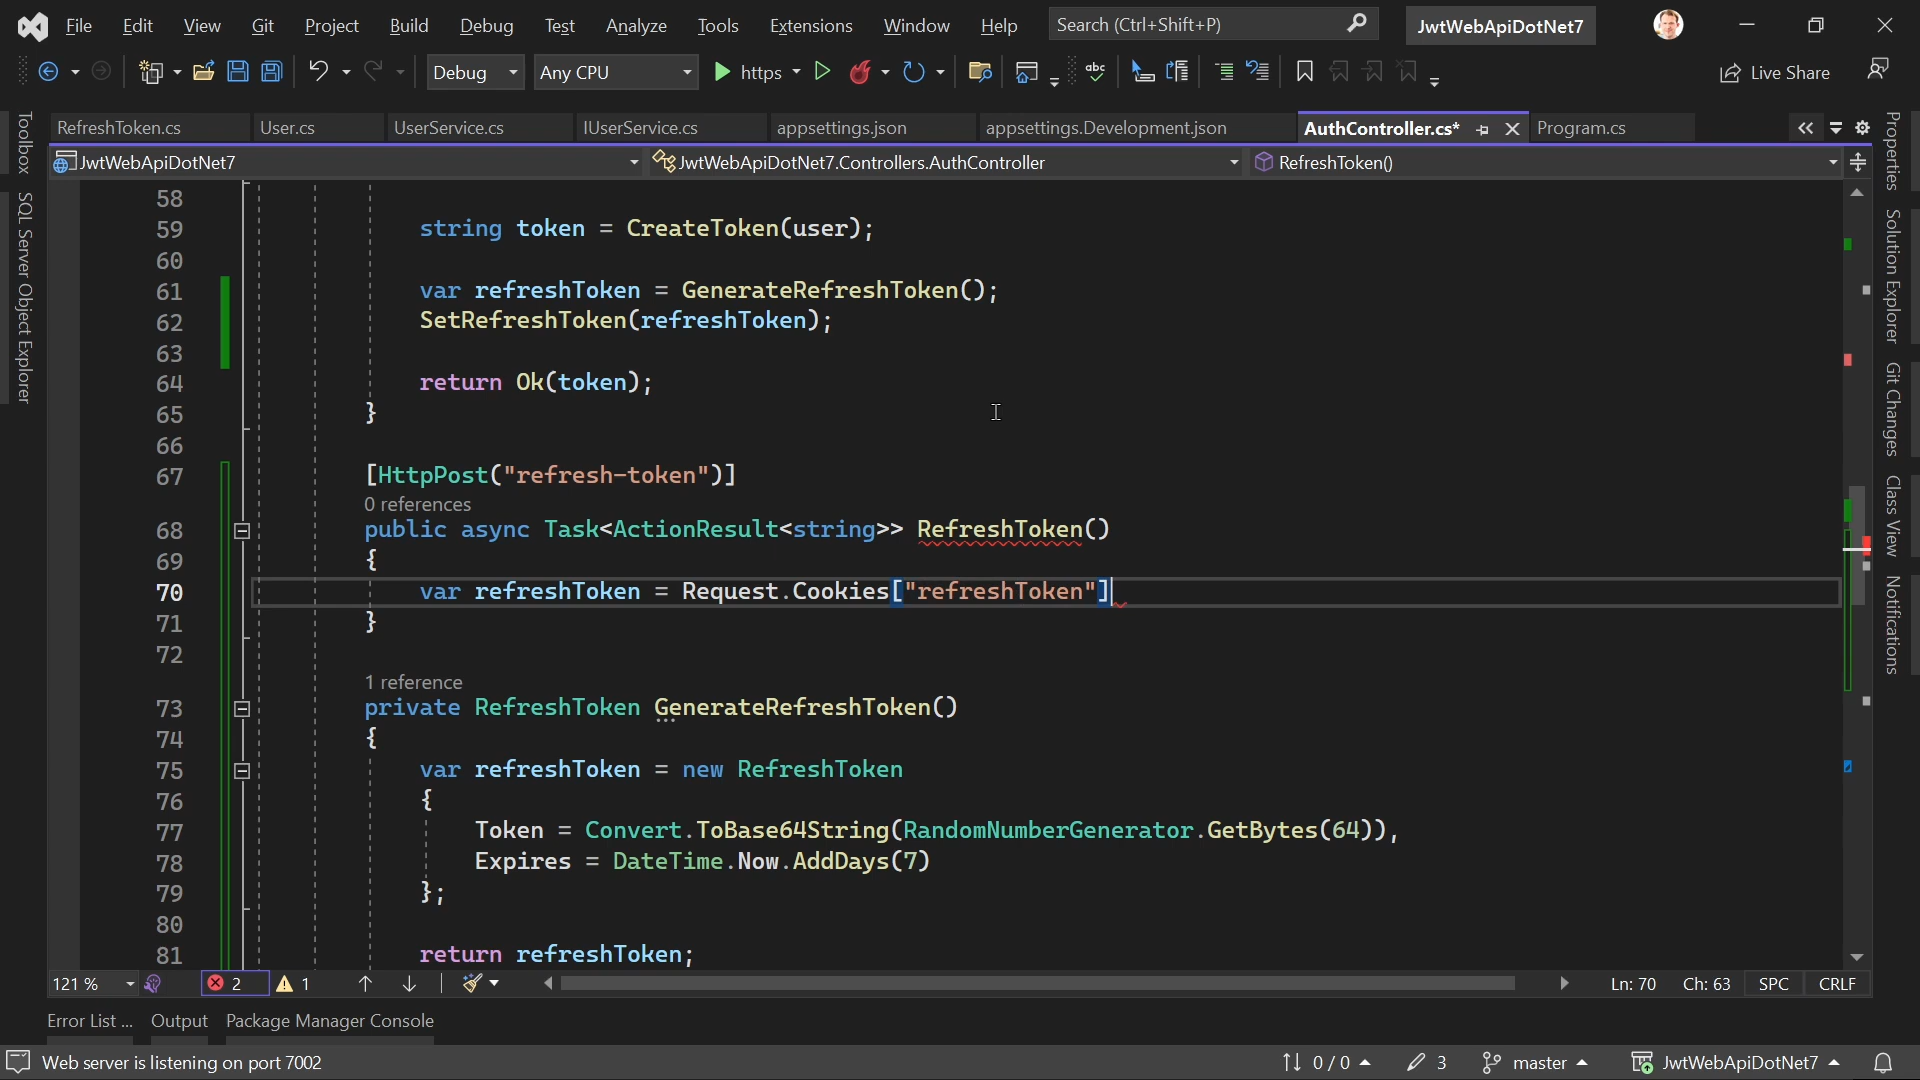 File Edit View Git Project Build Debug Test Analyze Tools Extensions Window Help Search (Ctrl+Shift+P) JwtWebApiDotNet7
Debug Any CPU https abc Live Share
RefreshToken.cs User.cs UserService.cs IUserService.cs appsettings.json appsettings.Development.json AuthController.cs* Program.cs
JwtWebApiDotNet7 JwtWebApiDotNet7.Controllers.AuthController RefreshToken()
Toolbox
SQL Server Object Explorer
58
59 string token = CreateToken(user);
60
61 var refreshToken = GenerateRefreshToken();
62 SetRefreshToken(refreshToken);
63
64 return Ok(token);
65 }
66
67 [HttpPost("refresh-token")]
0 references
68 public async Task<ActionResult<string>> RefreshToken()
69 {
70 var refreshToken = Request.Cookies["refreshToken"]
71 }
72
1 reference
73 private RefreshToken GenerateRefreshToken()
74 {
75 var refreshToken = new RefreshToken
76 {
77 Token = Convert.ToBase64String(RandomNumberGenerator.GetBytes(64)),
78 Expires = DateTime.Now.AddDays(7)
79 };
80
81 return refreshToken;
Properties
Solution Explorer
Git Changes
Class View
Notifications
121 % 2 1 Ln: 70 Ch: 63 SPC CRLF
Error List ... Output Package Manager Console
Web server is listening on port 7002 0 / 0 3 master JwtWebApiDotNet7